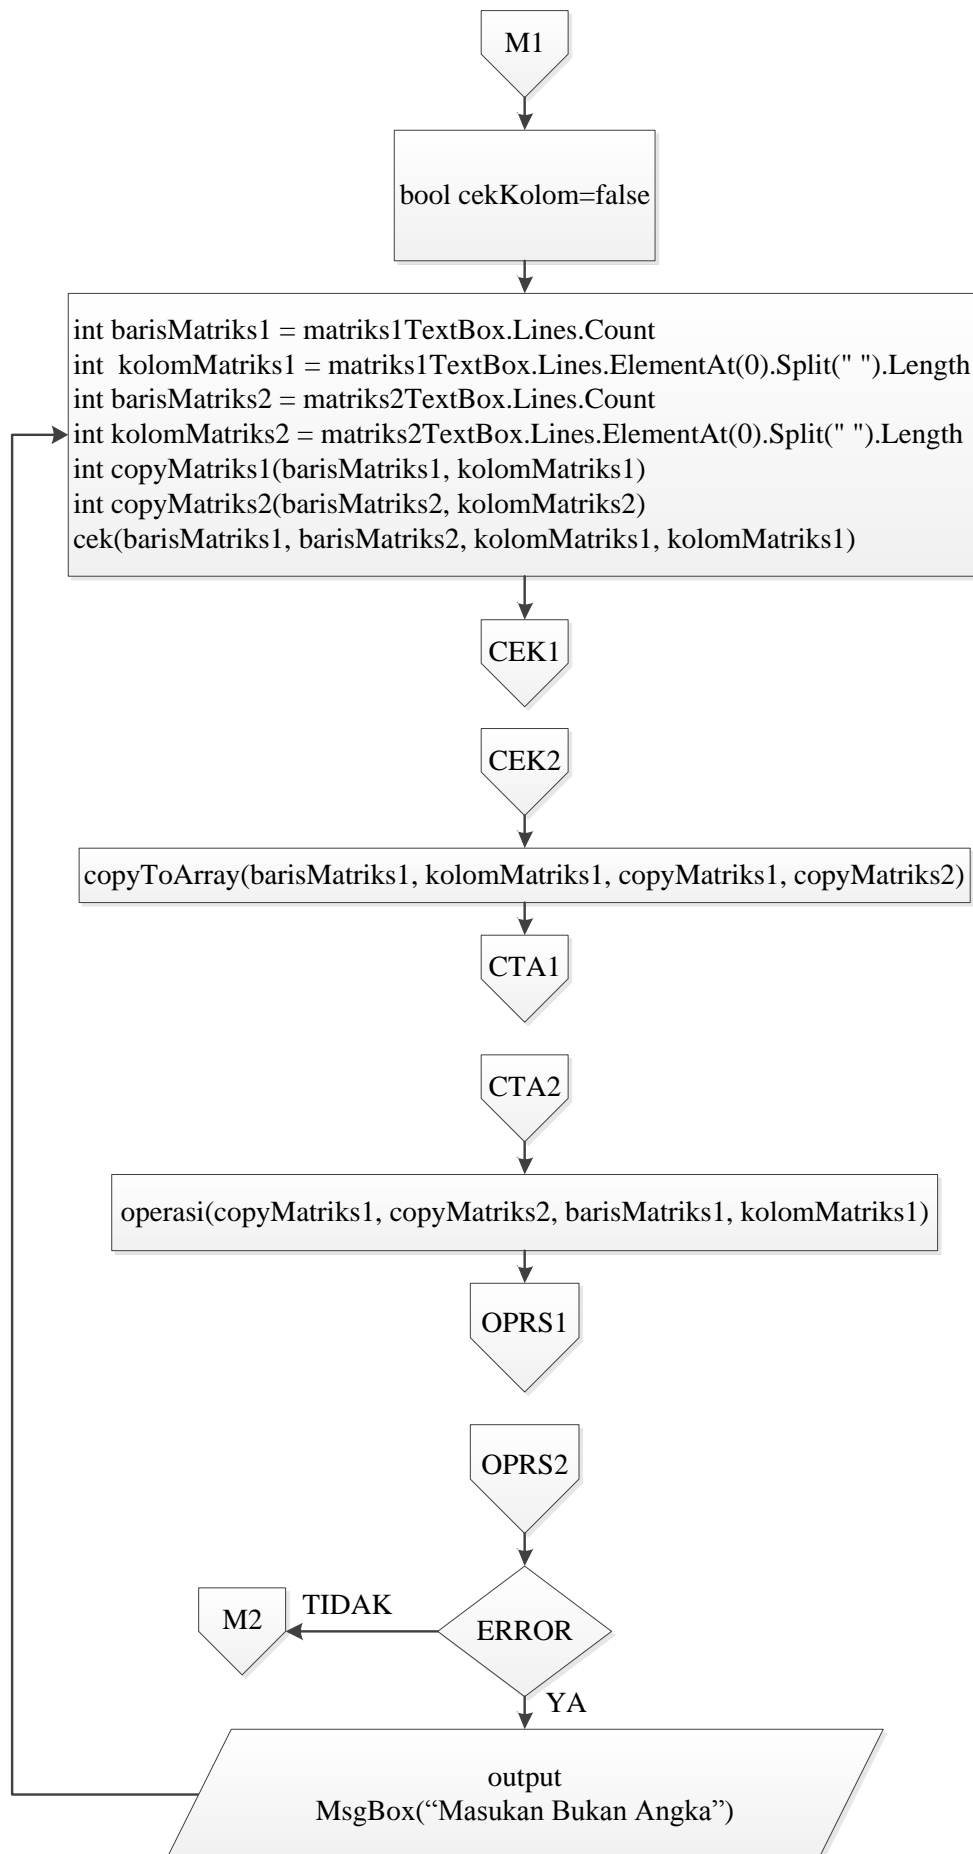 M1
bool cekKolom=false
int barisMatriks1 = matriks1TextBox.Lines.Count
int  kolomMatriks1 = matriks1TextBox.Lines.ElementAt(0).Split(" ").Length
int barisMatriks2 = matriks2TextBox.Lines.Count
int kolomMatriks2 = matriks2TextBox.Lines.ElementAt(0).Split(" ").Length
int copyMatriks1(barisMatriks1, kolomMatriks1)
int copyMatriks2(barisMatriks2, kolomMatriks2)
cek(barisMatriks1, barisMatriks2, kolomMatriks1, kolomMatriks1)
CEK1
CEK2
copyToArray(barisMatriks1, kolomMatriks1, copyMatriks1, copyMatriks2)
CTA1
CTA2
operasi(copyMatriks1, copyMatriks2, barisMatriks1, kolomMatriks1)
OPRS1
OPRS2
M2
TIDAK
ERROR
YA
output
MsgBox(“Masukan Bukan Angka”)